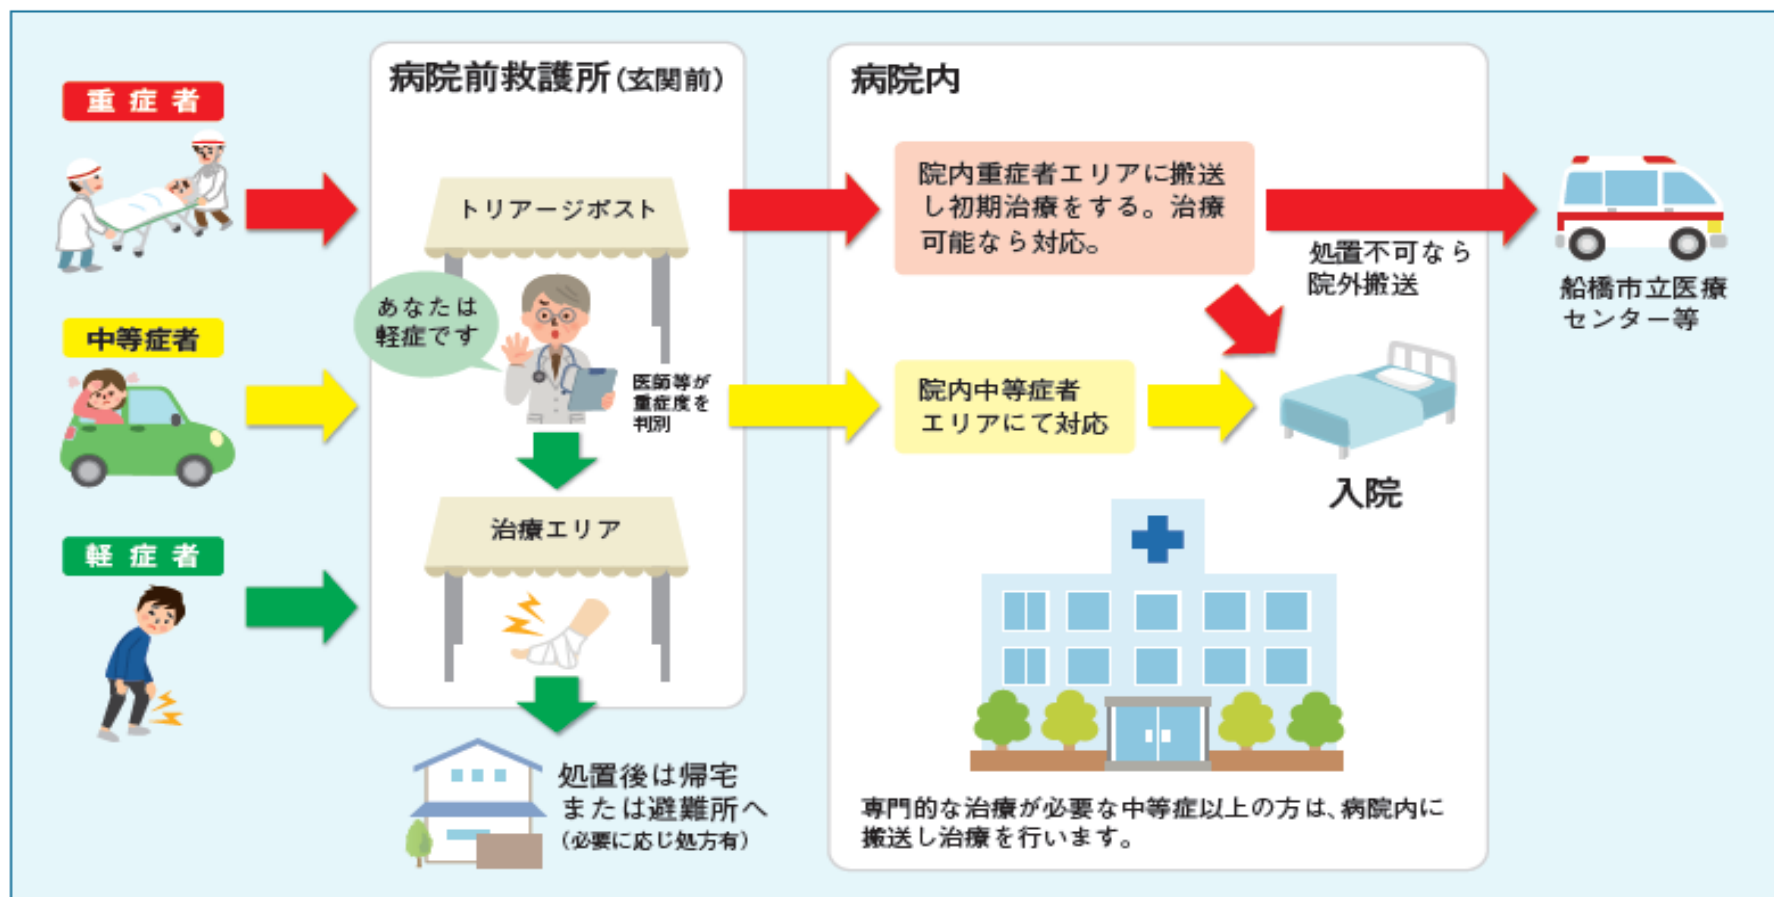 重症者
中等症者
軽症者
病院前救護所(玄関前)
トリアージポスト
あなたは
軽症です
医師等が
重症度を
判別
治療エリア
処置後は帰宅
または避難所へ
(必要に応じ処方有)
病院内
院内重症者エリアに搬送
し初期治療をする。治療
可能なら対応。
処置不可なら
院外搬送
船橋市立医療
センター等
院内中等症者
エリアにて対応
入院
専門的な治療が必要な中等症以上の方は、病院内に
搬送し治療を行います。